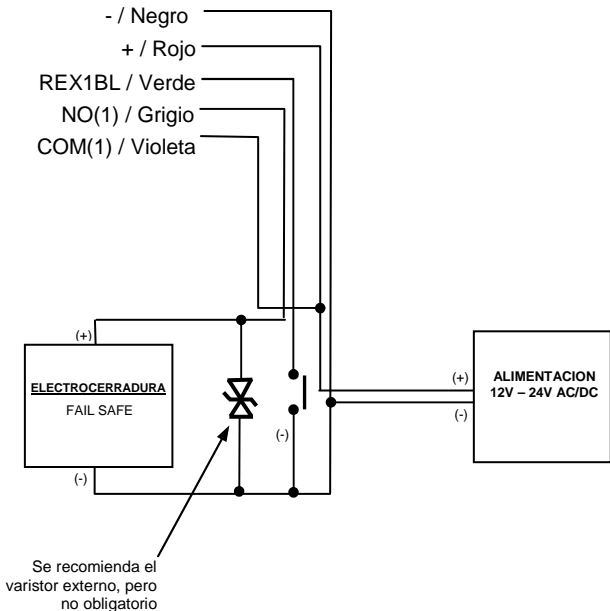 - / Negro
+ / Rojo
REX1BL / Verde
NO(1) / Grigio
COM(1) / Violeta
(+)
ELECTROCERRADURA
FAIL SAFE
(-)
(-)
(+)
(-)
ALIMENTACION
12V – 24V AC/DC
Se recomienda el
varistor externo, pero
no obligatorio